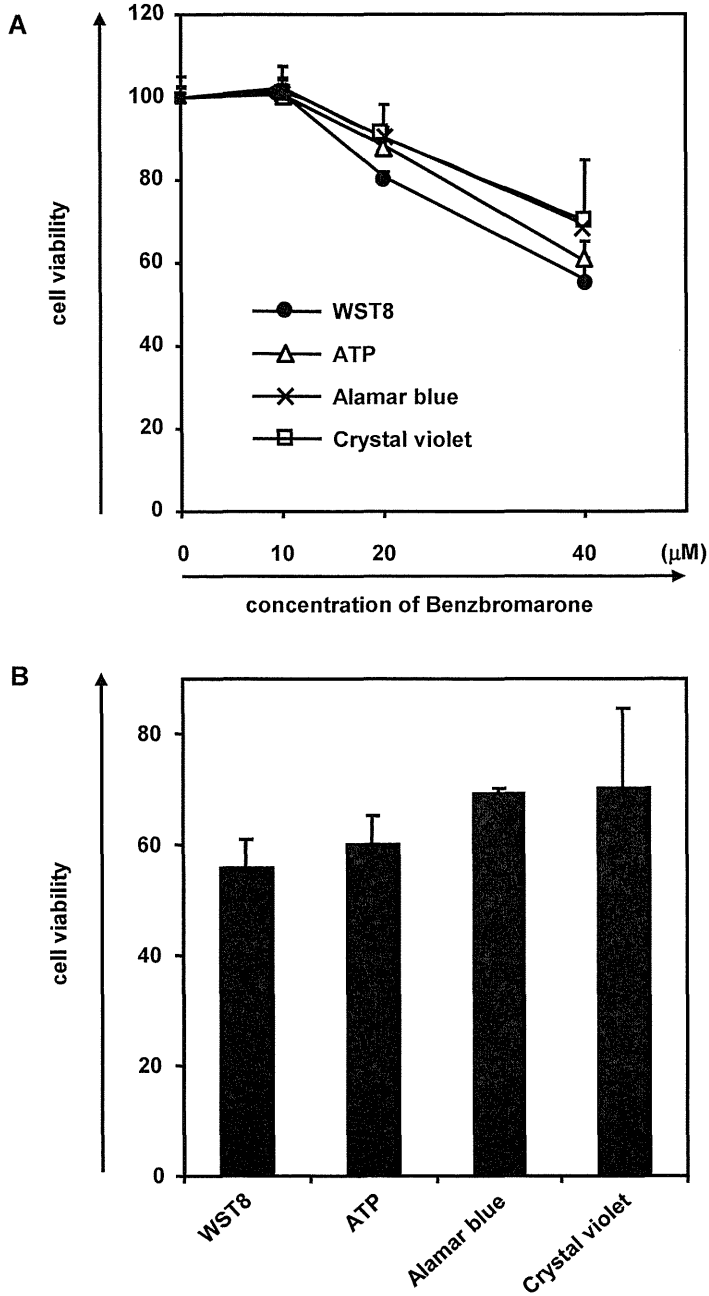 A
120
100
80
60
40
20
0
cell viability
WST8
ATP
Alamar blue
Crystal violet
0 10 20 40 (μM)
concentration of Benzbromarone
B
80
60
40
20
0
cell viability
WST8
ATP
Alamar blue
Crystal violet